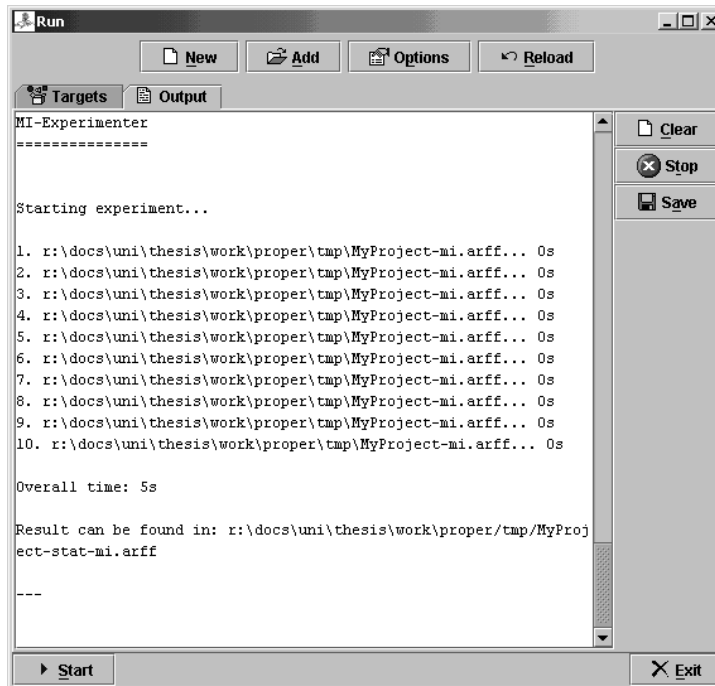 Run
New Add Options Reload
Targets Output
MI-Experimenter
===============
Starting experiment...
1. r:\docs\uni\thesis\work\proper\tmp\MyProject-mi.arff... 0s
2. r:\docs\uni\thesis\work\proper\tmp\MyProject-mi.arff... 0s
3. r:\docs\uni\thesis\work\proper\tmp\MyProject-mi.arff... 0s
4. r:\docs\uni\thesis\work\proper\tmp\MyProject-mi.arff... 0s
5. r:\docs\uni\thesis\work\proper\tmp\MyProject-mi.arff... 0s
6. r:\docs\uni\thesis\work\proper\tmp\MyProject-mi.arff... 0s
7. r:\docs\uni\thesis\work\proper\tmp\MyProject-mi.arff... 0s
8. r:\docs\uni\thesis\work\proper\tmp\MyProject-mi.arff... 0s
9. r:\docs\uni\thesis\work\proper\tmp\MyProject-mi.arff... 0s
10. r:\docs\uni\thesis\work\proper\tmp\MyProject-mi.arff... 0s
Overall time: 5s
Result can be found in: r:\docs\uni\thesis\work\proper/tmp/MyProj
ect-stat-mi.arff
---
Clear
Stop
Save
Start Exit